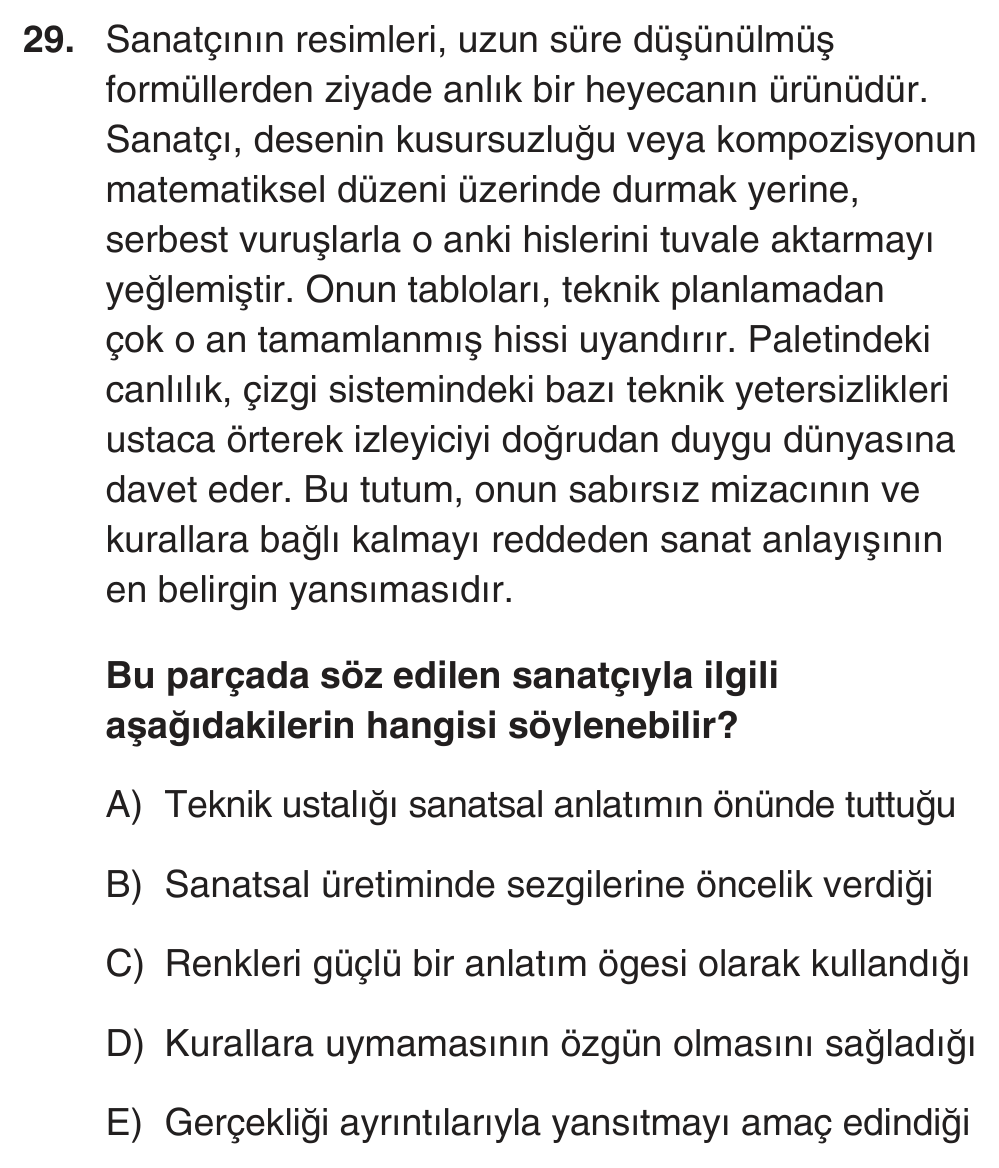 29. Sanatçının resimleri, uzun süre düşünülmüş
formüllerden ziyade anlık bir heyecanın ürünüdür.
Sanatçı, desenin kusursuzluğu veya kompozisyonun
matematiksel düzeni üzerinde durmak yerine,
serbest vuruşlarla o anki hislerini tuvale aktarmayı
yeğlemiştir. Onun tabloları, teknik planlamadan
çok o an tamamlanmış hissi uyandırır. Paletindeki
canlılık, çizgi sistemindeki bazı teknik yetersizlikleri
ustaca örterek izleyiciyi doğrudan duygu dünyasına
davet eder. Bu tutum, onun sabırsız mizacının ve
kurallara bağlı kalmayı reddeden sanat anlayışının
en belirgin yansımasıdır.
Bu parçada söz edilen sanatçıyla ilgili
aşağıdakilerin hangisi söylenebilir?
A) Teknik ustalığı sanatsal anlatımın önünde tuttuğu
B) Sanatsal üretiminde sezgilerine öncelik verdiği
C) Renkleri güçlü bir anlatım ögesi olarak kullandığı
D) Kurallara uymamasının özgün olmasını sağladığı
E) Gerçekliği ayrıntılarıyla yansıtmayı amaç edindiği